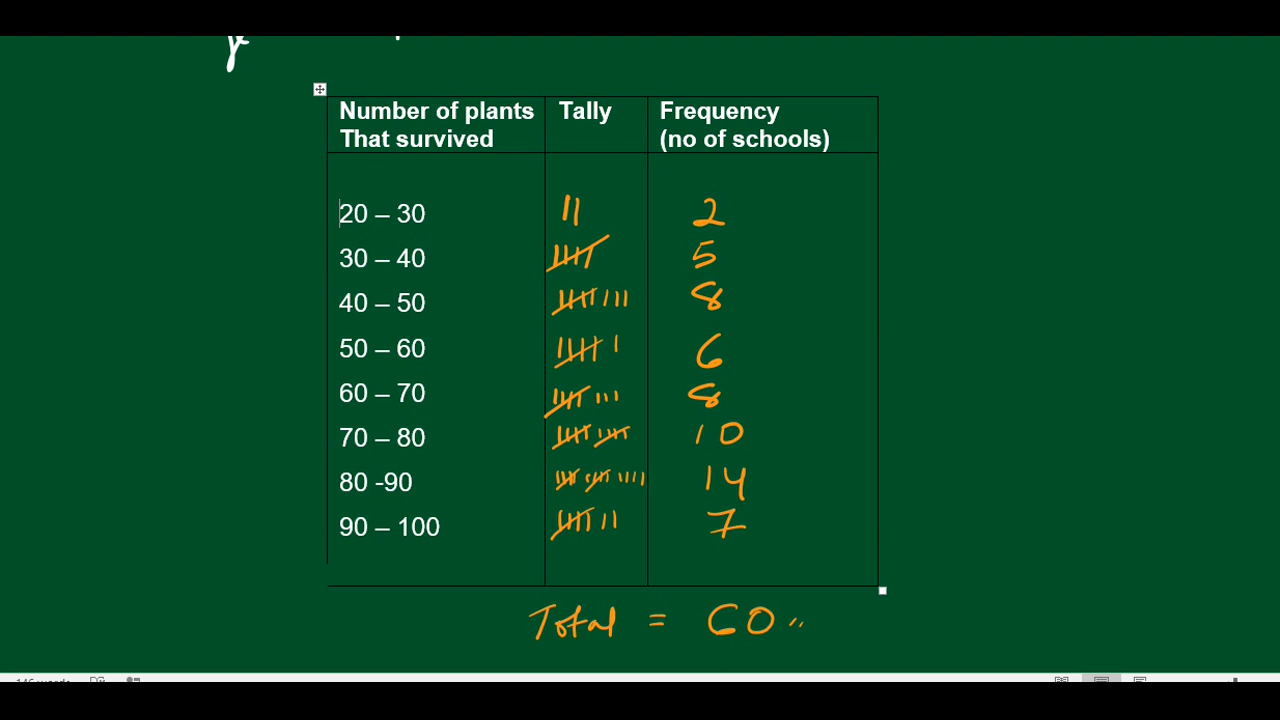 Number of plants That survived	Tally	Frequency (no of schools)
20 – 30	||	2
30 – 40	||||	5
40 – 50	|||| |||	8
50 – 60	|||| |	6
60 – 70	|||| |||	8
70 – 80	|||| ||||	10
80 -90	|||| |||| ||||	14
90 – 100	|||| ||	7
Total = 60